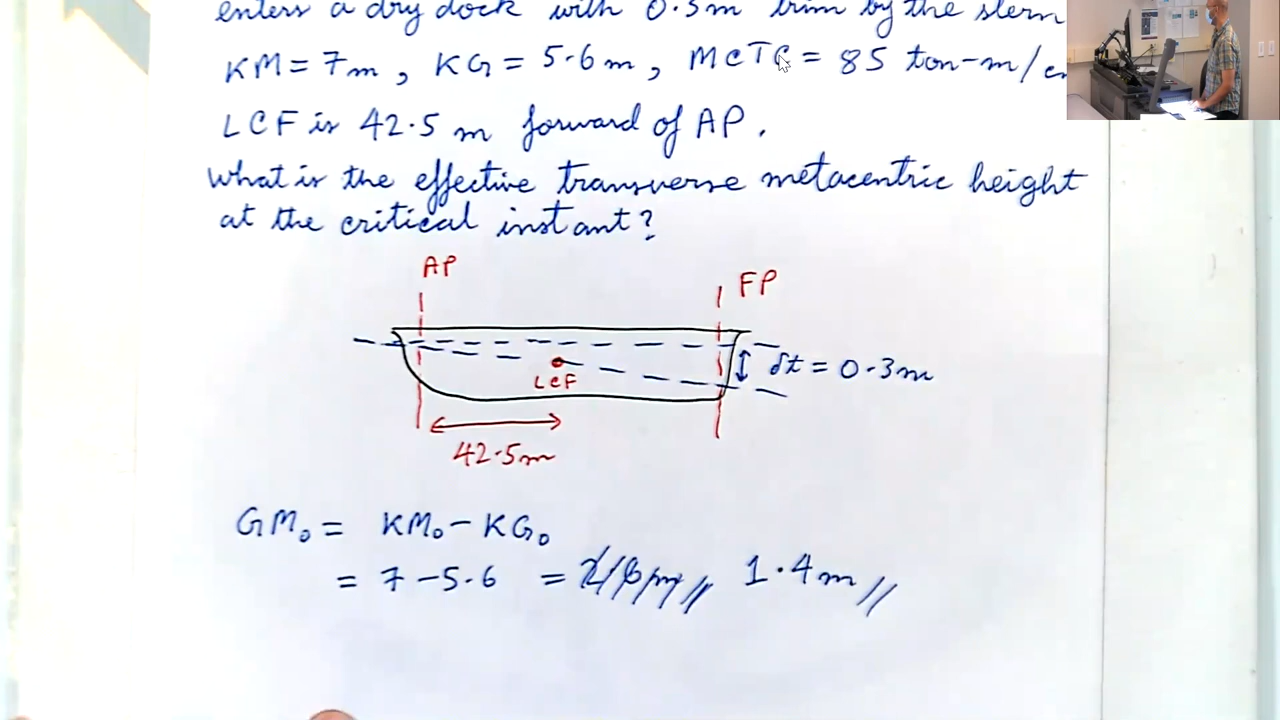 enters a dry dock with 0.3m trim by the stern
KM = 7m, KG = 5.6m, MCTC = 85 ton-m/cm
LCF is 42.5 m forward of AP.
What is the effective transverse metacentric height
at the critical instant?
AP
FP
LCF
δt = 0.3m
42.5m
GM₀ = KM₀ - KG₀
= 7 - 5.6 = 1.4m //